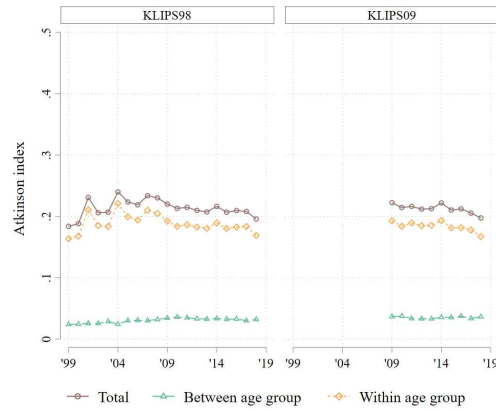 KLIPS98
KLIPS09
Atkinson index
.5
.4
.3
.2
.1
0
'99 '04 '09 '14 '19
'99 '04 '09 '14 '19
Total Between age group Within age group